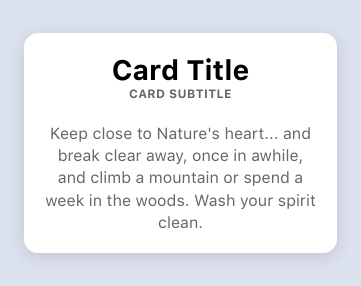 Card Title
CARD SUBTITLE
Keep close to Nature's heart... and
break clear away, once in awhile,
and climb a mountain or spend a
week in the woods. Wash your spirit
clean.